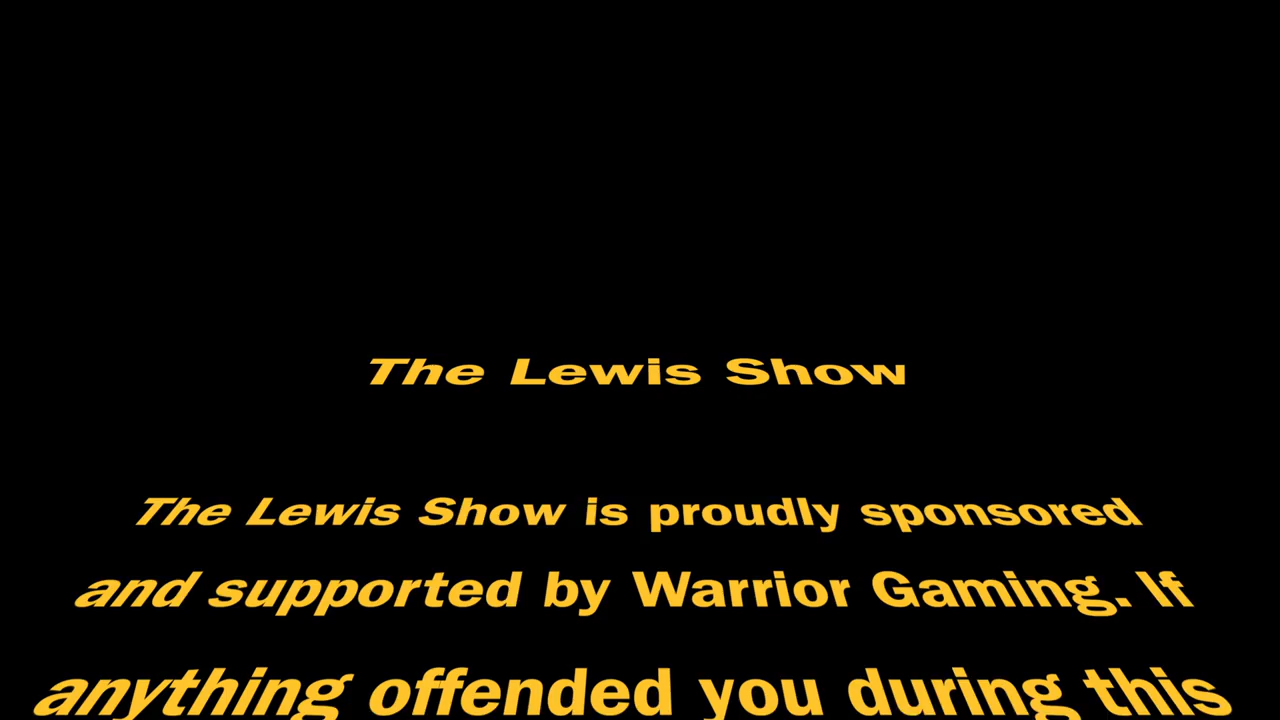 The Lewis Show
The Lewis Show is proudly sponsored
and supported by Warrior Gaming. If
anything offended you during this